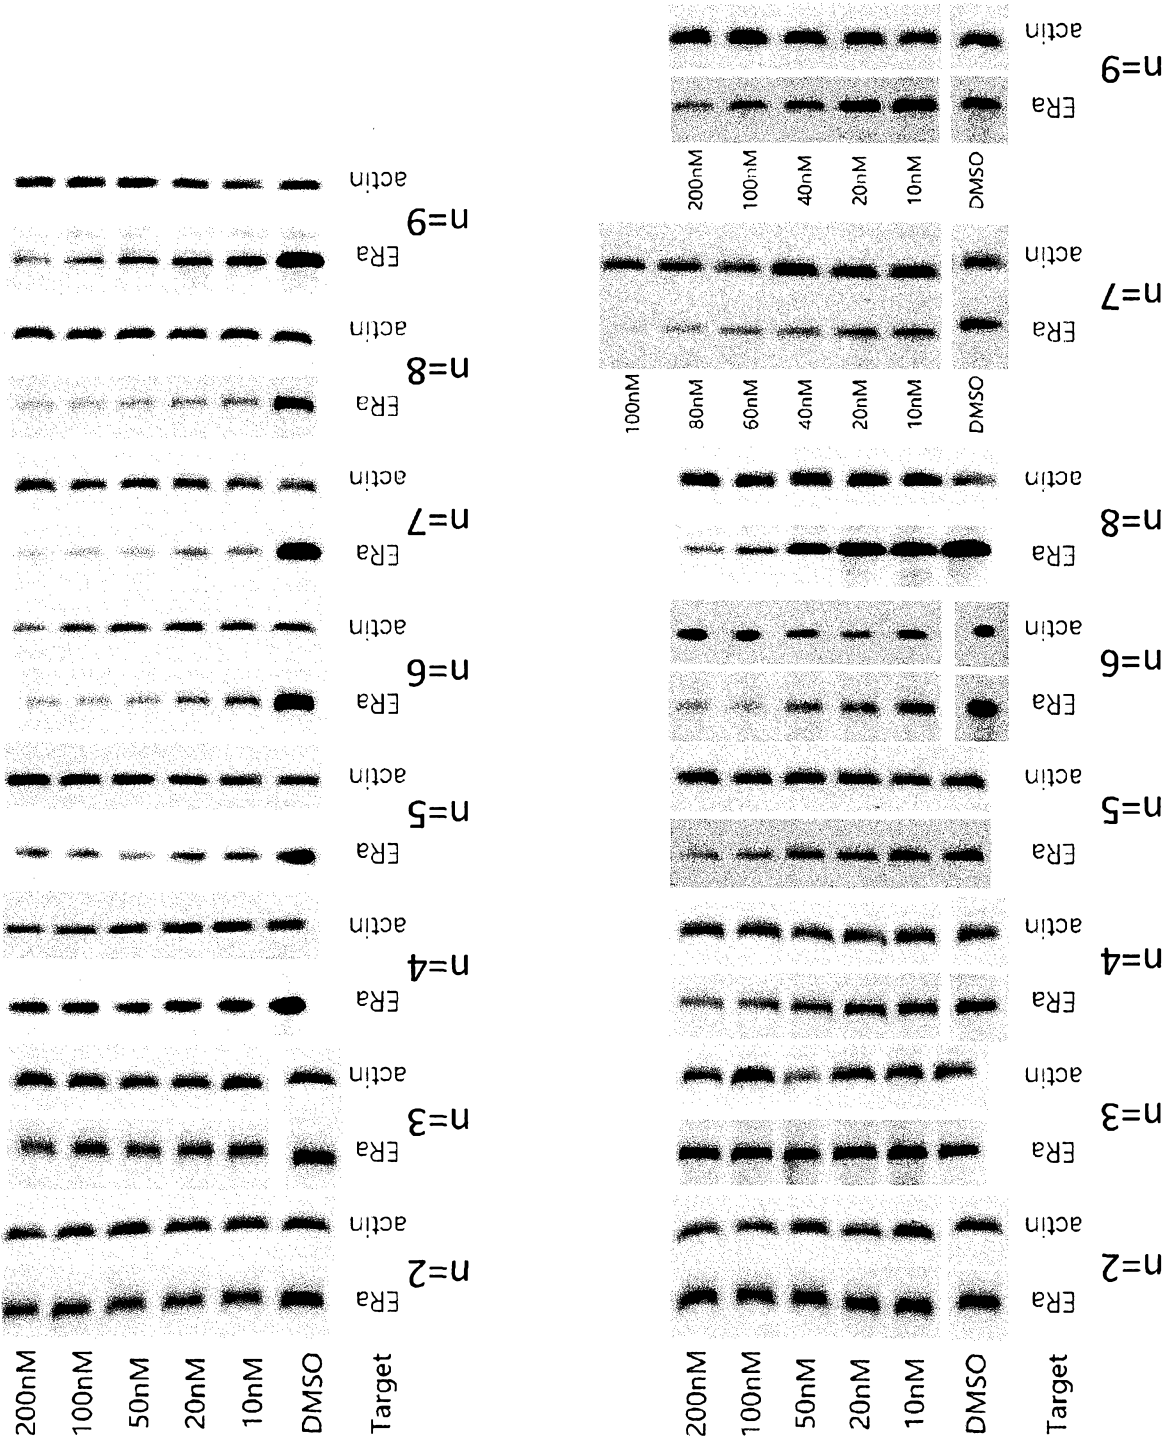 Target
DMSO
10nM
20nM
50nM
100nM
200nM
n=2
ERa
actin
n=3
ERa
actin
n=4
ERa
actin
n=5
ERa
actin
n=6
ERa
actin
n=8
ERa
actin
DMSO
10nM
20nM
40nM
60nM
80nM
100nM
n=7
ERa
actin
DMSO
10nM
20nM
40nM
100nM
200nM
n=9
ERa
actin
Target
DMSO
10nM
20nM
50nM
100nM
200nM
n=2
ERa
actin
n=3
ERa
actin
n=4
ERa
actin
n=5
ERa
actin
n=6
ERa
actin
n=7
ERa
actin
n=8
ERa
actin
n=9
ERa
actin